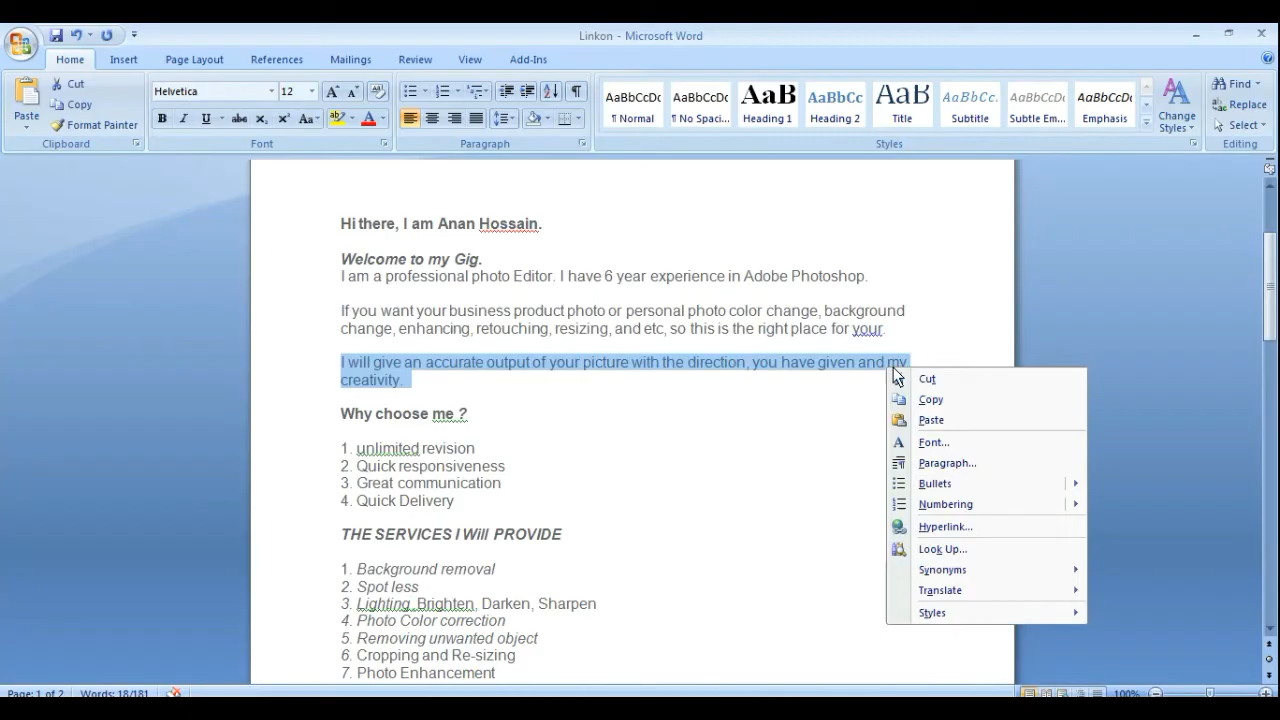 Linkon - Microsoft Word
Home Insert Page Layout References Mailings Review View Add-Ins
Paste
Cut
Copy
Format Painter
Clipboard
Helvetica 12
Font
Paragraph
AaBbCcDc AaBbCcDc AaB AaBbCc AaB AaBbCc. AaBbCcDc AaBbCcDc
¶ Normal ¶ No Spaci... Heading 1 Heading 2 Title Subtitle Subtle Em... Emphasis
Change Styles
Styles
Find
Replace
Select
Editing
Hi there, I am Anan Hossain.
Welcome to my Gig.
I am a professional photo Editor. I have 6 year experience in Adobe Photoshop.
If you want your business product photo or personal photo color change, background
change, enhancing, retouching, resizing, and etc, so this is the right place for your.
I will give an accurate output of your picture with the direction, you have given and my
creativity.
Why choose me ?
1. unlimited revision
2. Quick responsiveness
3. Great communication
4. Quick Delivery
THE SERVICES I Will PROVIDE
1. Background removal
2. Spot less
3. Lighting, Brighten, Darken, Sharpen
4. Photo Color correction
5. Removing unwanted object
6. Cropping and Re-sizing
7. Photo Enhancement
Cut
Copy
Paste
Font...
Paragraph...
Bullets
Numbering
Hyperlink...
Look Up...
Synonyms
Translate
Styles
Page: 1 of 2 Words: 18/181 100%